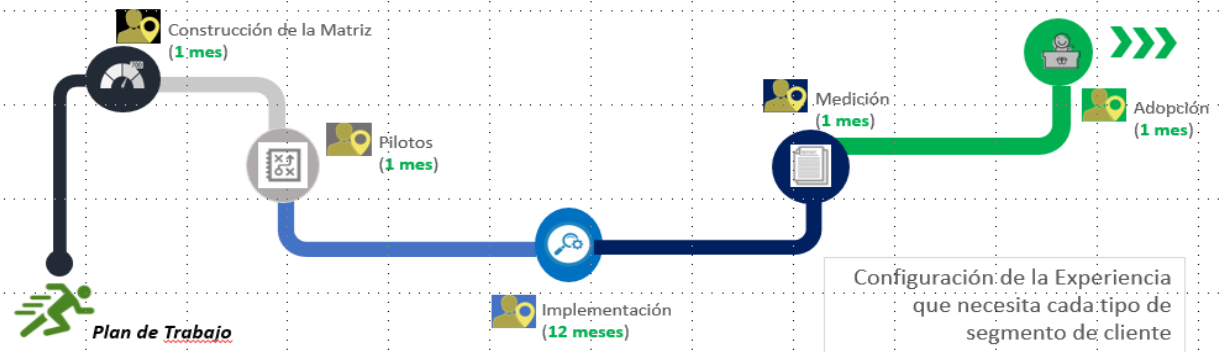 Construcción de la Matriz
(1 mes)
Pilotos
(1 mes)
Implementación
(12 meses)
Medición
(1 mes)
Adopción
(1 mes)
Plan de Trabajo
Configuración de la Experiencia
que necesita cada tipo de
segmento de cliente